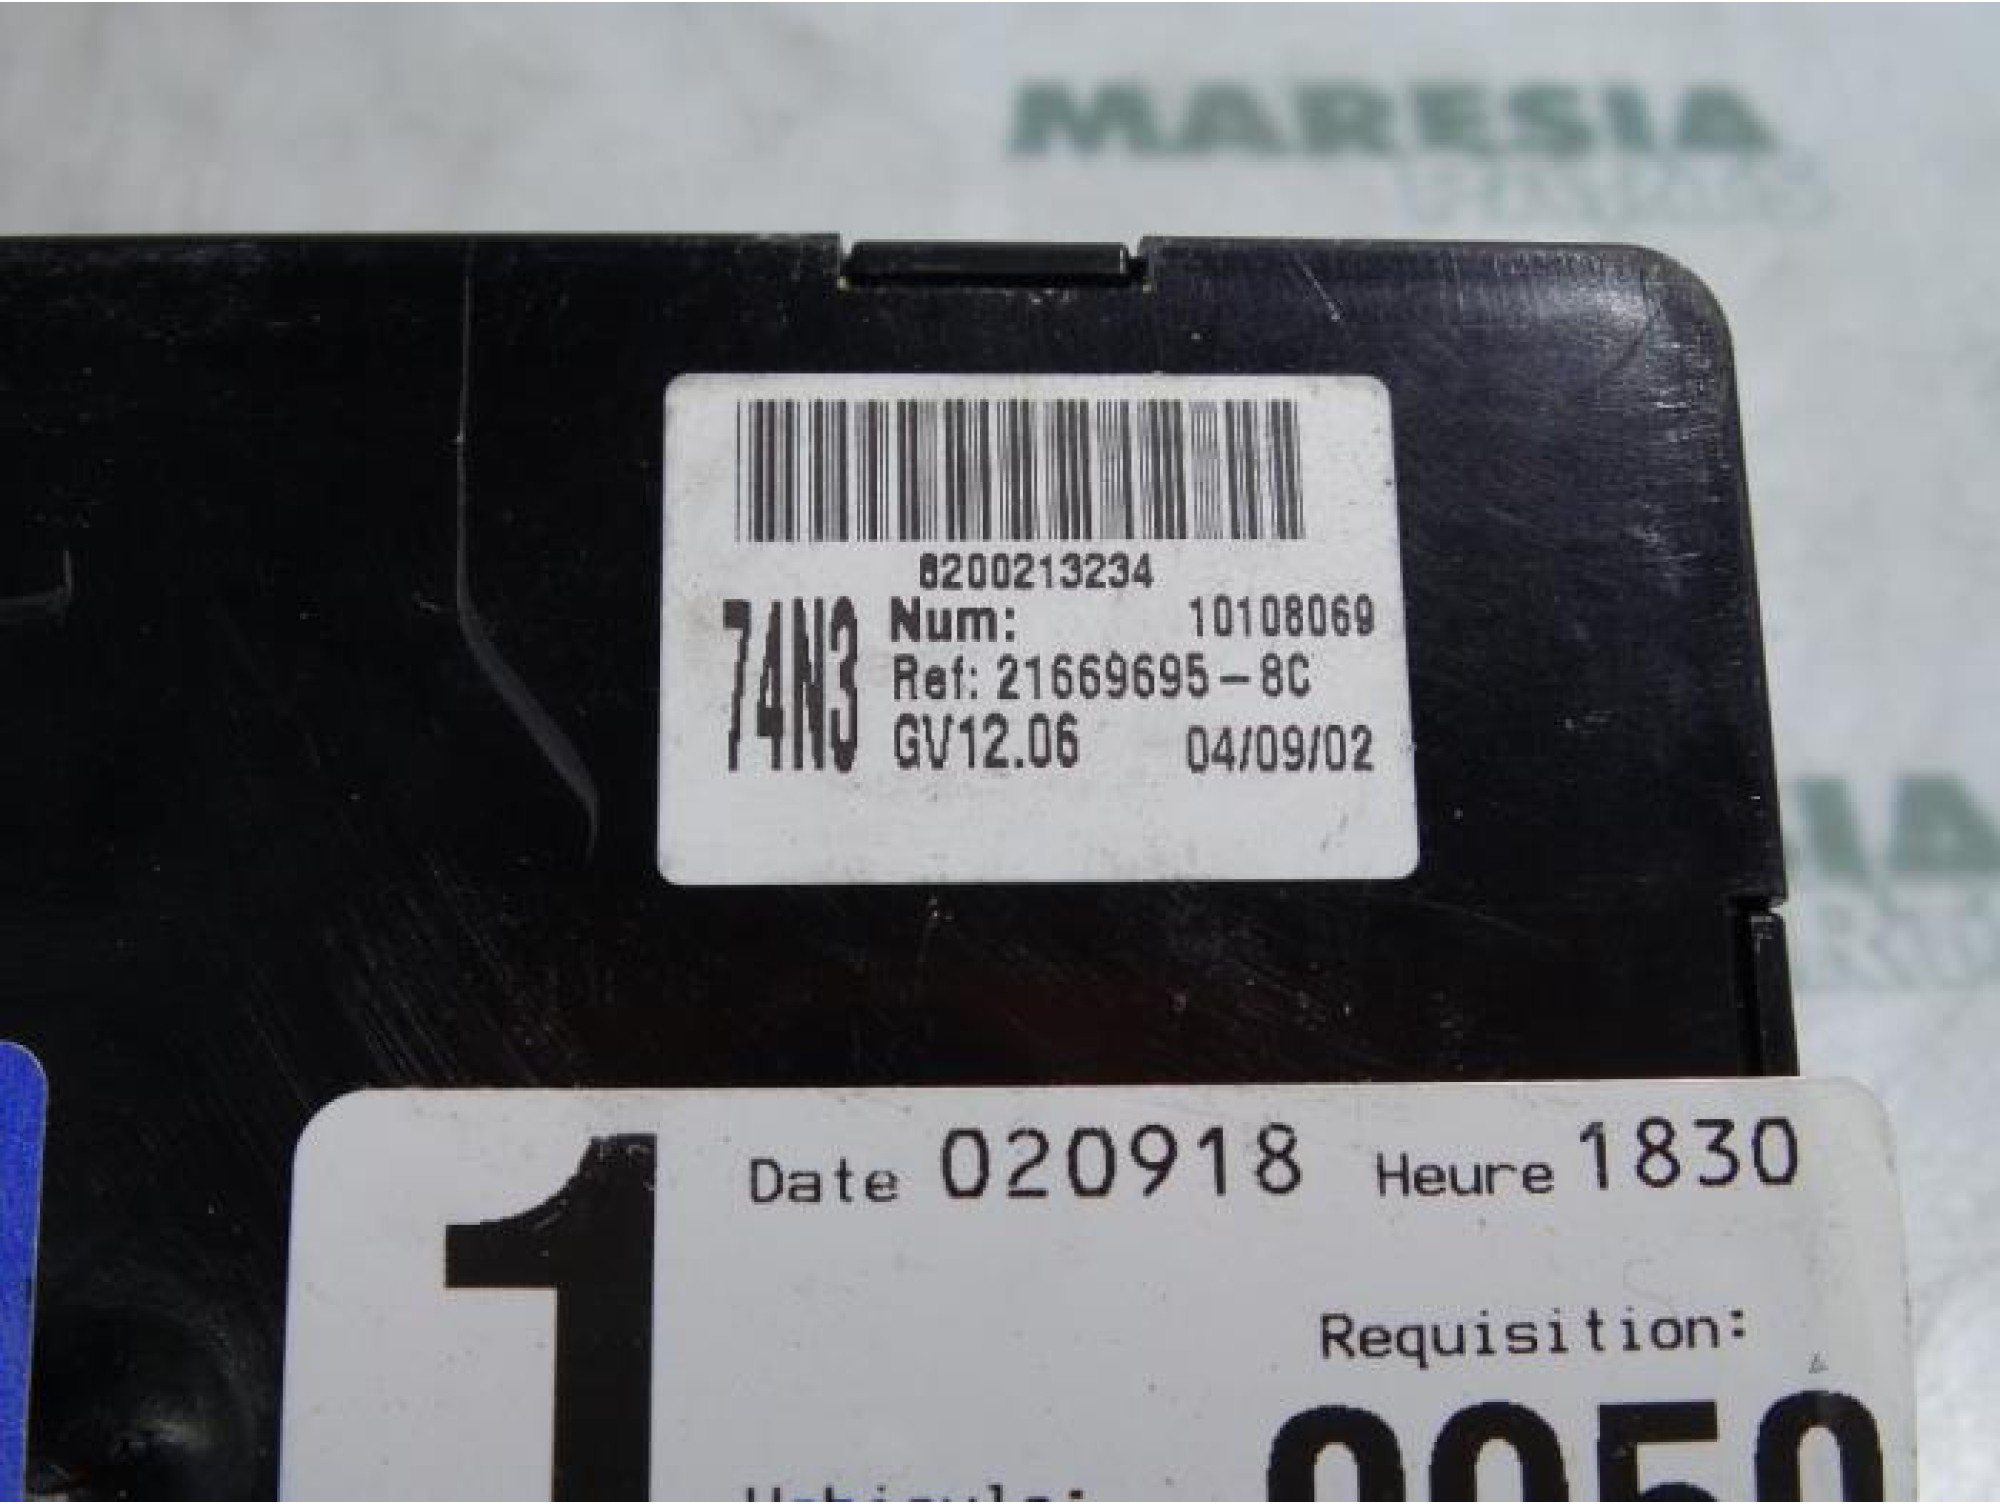 MARESIA
8200213234
74N3
Num: 10108069
Ref: 21669695-8C
GV12.06 04/09/02
1
Date 020918 Heure 1830
Requisition: